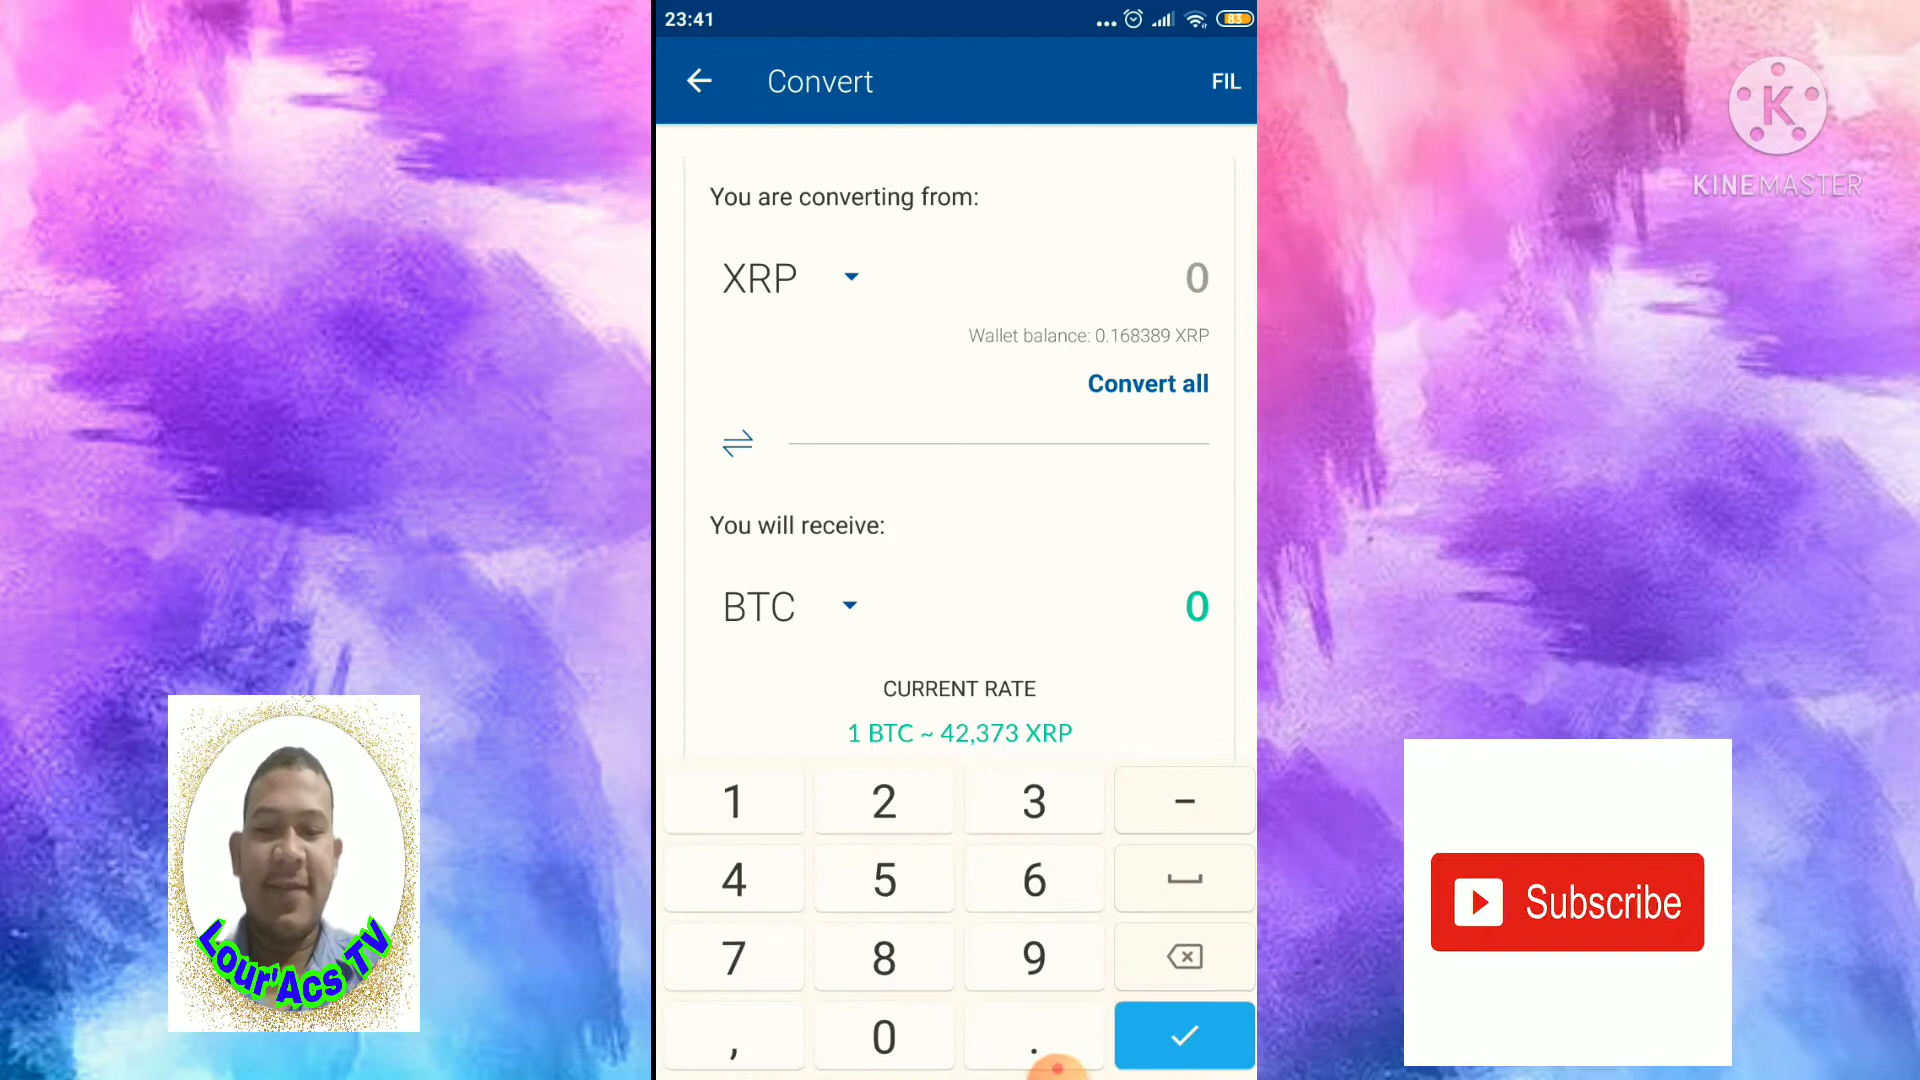 23:41
83
Convert
FIL
You are converting from:
XRP
0
Wallet balance: 0.168389 XRP
Convert all
You will receive:
BTC
0
CURRENT RATE
1 BTC ~ 42,373 XRP
1 2 3 -
4 5 6
7 8 9
, 0 .
K
KINEMASTER
Lour'Acs TV
Subscribe